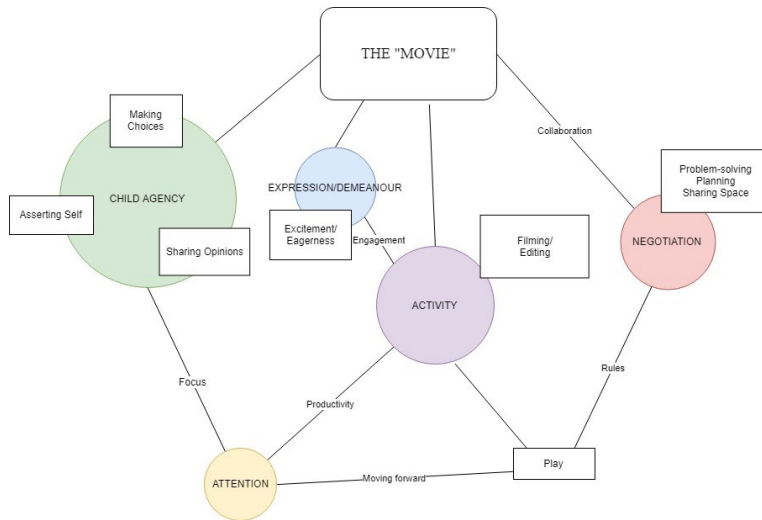 THE "MOVIE"
Making
Choices
Collaboration
Problem-solving
Planning
Sharing Space
EXPRESSION/DEMEANOUR
CHILD AGENCY
Asserting Self
Excitement/
Eagerness
Engagement
Sharing Opinions
Filming/
Editing
NEGOTIATION
ACTIVITY
Focus
Productivity
Rules
Play
Moving forward
ATTENTION